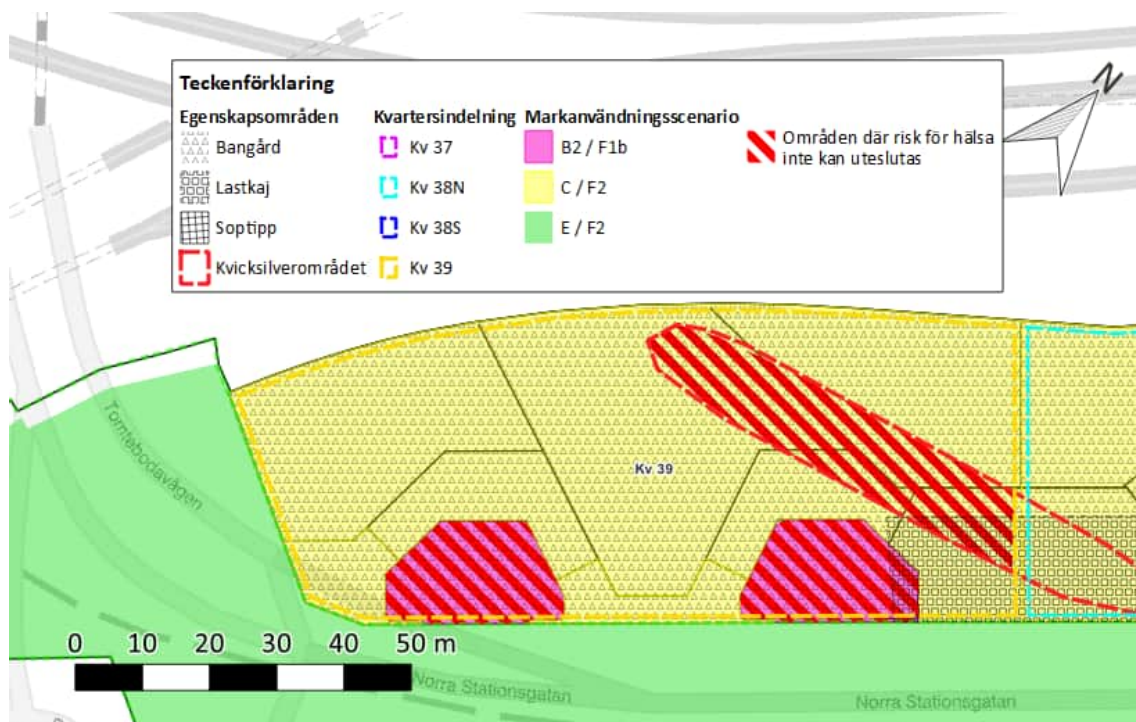 N
Teckenförklaring
Egenskapsområden
Bangård
Lastkaj
Soptipp
Kvicksilverområdet
Kvartersindelning
Kv 37
Kv 38N
Kv 38S
Kv 39
Markanvändningsscenario
B2 / F1b
C / F2
E / F2
Områden där risk för hälsa
inte kan uteslutas
Tomtebodavägen
Kv 39
0 10 20 30 40 50 m
Norra Stationsgatan
Norra Stationsgatan